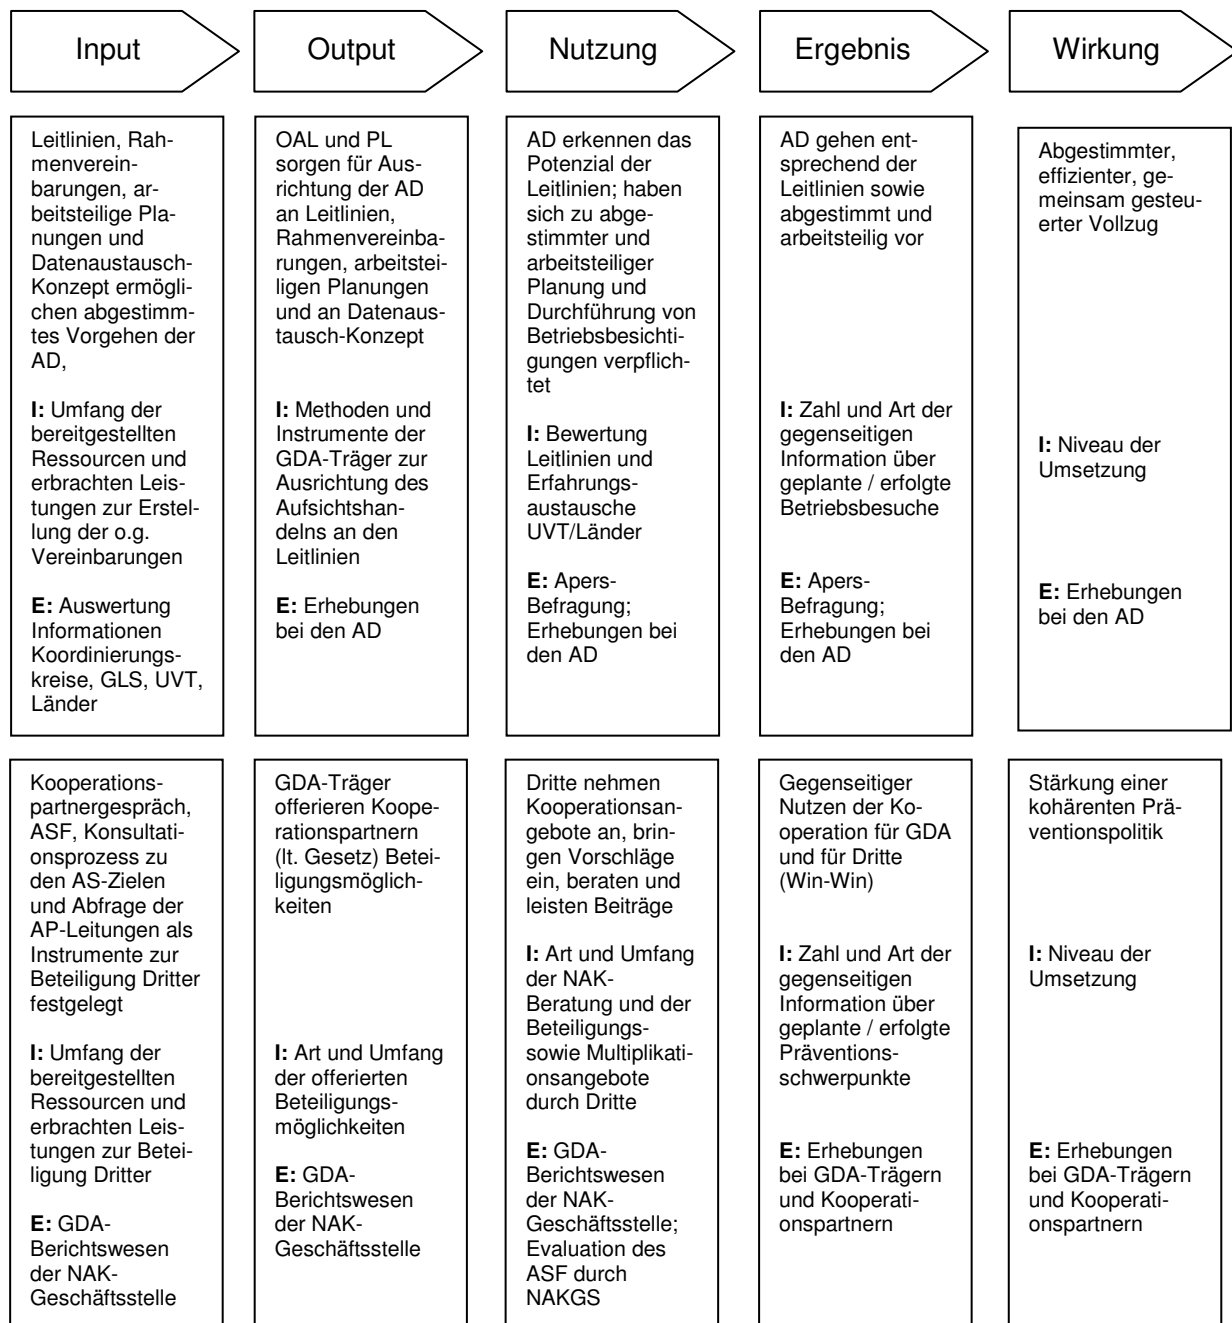 Input
Output
Nutzung
Ergebnis
Wirkung
Leitlinien, Rah-
menverein-
barungen, ar-
beitsteilige Pla-
nungen und
Datenaustausch-
Konzept ermögli-
chen abgestimm-
tes Vorgehen der
AD,
I: Umfang der
bereitgestellten
Ressourcen und
erbrachten Leis-
tungen zur Erstel-
lung der o.g.
Vereinbarungen
E: Auswertung
Informationen
Koordinierungs-
kreise, GLS, UVT,
Länder
OAL und PL
sorgen für Aus-
richtung der AD
an Leitlinien,
Rahmenvereinba-
rungen, arbeitstei-
ligen Planungen
und an Datenaus-
tausch-Konzept
I: Methoden und
Instrumente der
GDA-Träger zur
Ausrichtung des
Aufsichtshan-
delns an den
Leitlinien
E: Erhebungen
bei den AD
AD erkennen das
Potenzial der
Leitlinien; haben
sich zu abge-
stimmter und
arbeitsteiliger
Planung und
Durchführung von
Betriebsbesichti-
gungen verpflich-
tet
I: Bewertung
Leitlinien und
Erfahrungs-
austausche
UVT/Länder
E: Apers-
Befragung;
Erhebungen bei
den AD
AD gehen ent-
sprechend der
Leitlinien sowie
abgestimmt und
arbeitsteilig vor
I: Zahl und Art der
gegenseitigen
Information über
geplante / erfolgte
Betriebsbesuche
E: Apers-
Befragung;
Erhebungen bei
den AD
Abgestimmter,
effizienter, ge-
meinsam gesteu-
erter Vollzug
I: Niveau der
Umsetzung
E: Erhebungen
bei den AD
Kooperations-
partnergespräch,
ASF, Konsultati-
onsprozess zu
den AS-Zielen
und Abfrage der
AP-Leitungen als
Instrumente zur
Beteiligung Dritter
festgelegt
I: Umfang der
bereitgestellten
Ressourcen und
erbrachten Leis-
tungen zur Betei-
ligung Dritter
E: GDA-
Berichtswesen
der NAK-
Geschäftsstelle
GDA-Träger
offerieren Koope-
rationspartnern
(lt. Gesetz) Betei-
ligungsmöglich-
keiten
I: Art und Umfang
der offerierten
Beteiligungs-
möglichkeiten
E: GDA-
Berichtswesen
der NAK-
Geschäftsstelle
Dritte nehmen
Kooperationsan-
gebote an, brin-
gen Vorschläge
ein, beraten und
leisten Beiträge
I: Art und Umfang
der NAK-
Beratung und der
Beteiligungs-
sowie Multiplikati-
onsangebote
durch Dritte
E: GDA-
Berichtswesen
der NAK-
Geschäftsstelle;
Evaluation des
ASF durch
NAKGS
Gegenseitiger
Nutzen der Ko-
operation für GDA
und für Dritte
(Win-Win)
I: Zahl und Art der
gegenseitigen
Information über
geplante / erfolgte
Präventions-
schwerpunkte
E: Erhebungen
bei GDA-Trägern
und Kooperati-
onspartnern
Stärkung einer
kohärenten Prä-
ventionspolitik
I: Niveau der
Umsetzung
E: Erhebungen
bei GDA-Trägern
und Kooperati-
onspartnern